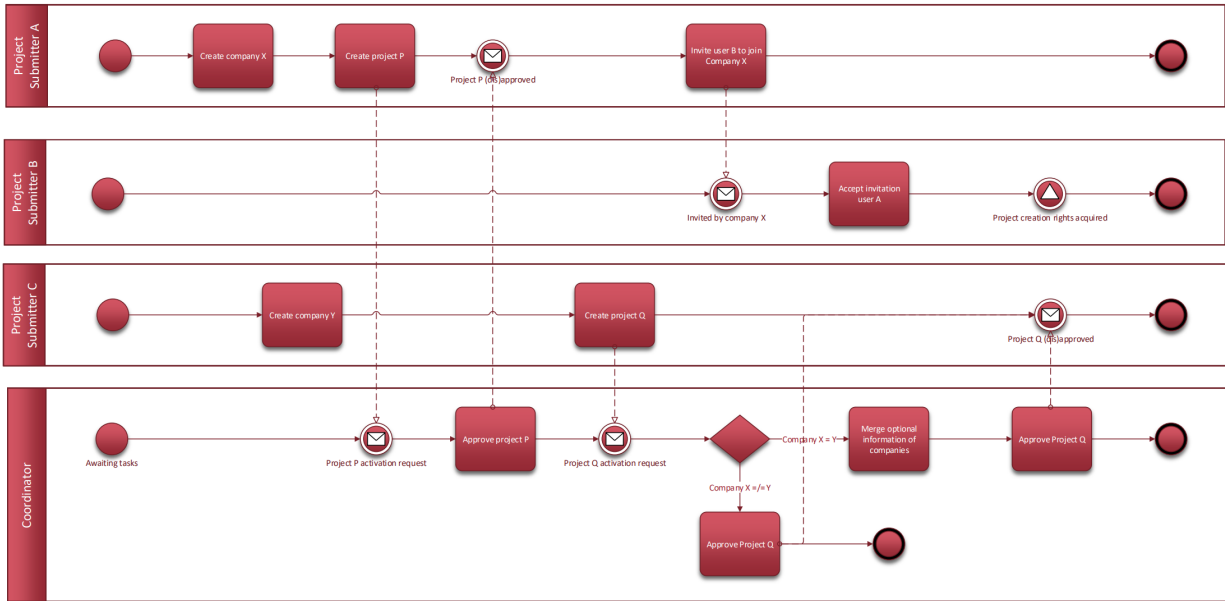 Project
Submitter A
Create company X
Create project P
Project P (dis)approved
Invite user B to join
Company X
Project
Submitter B
Invited by company X
Accept invitation
user A
Project creation rights acquired
Project
Submitter C
Create company Y
Create project Q
Project Q (dis)approved
Coordinator
Awaiting tasks
Project P activation request
Approve project P
Project Q activation request
Company X = Y
Merge optional
information of
companies
Approve Project Q
Company X =/= Y
Approve Project Q